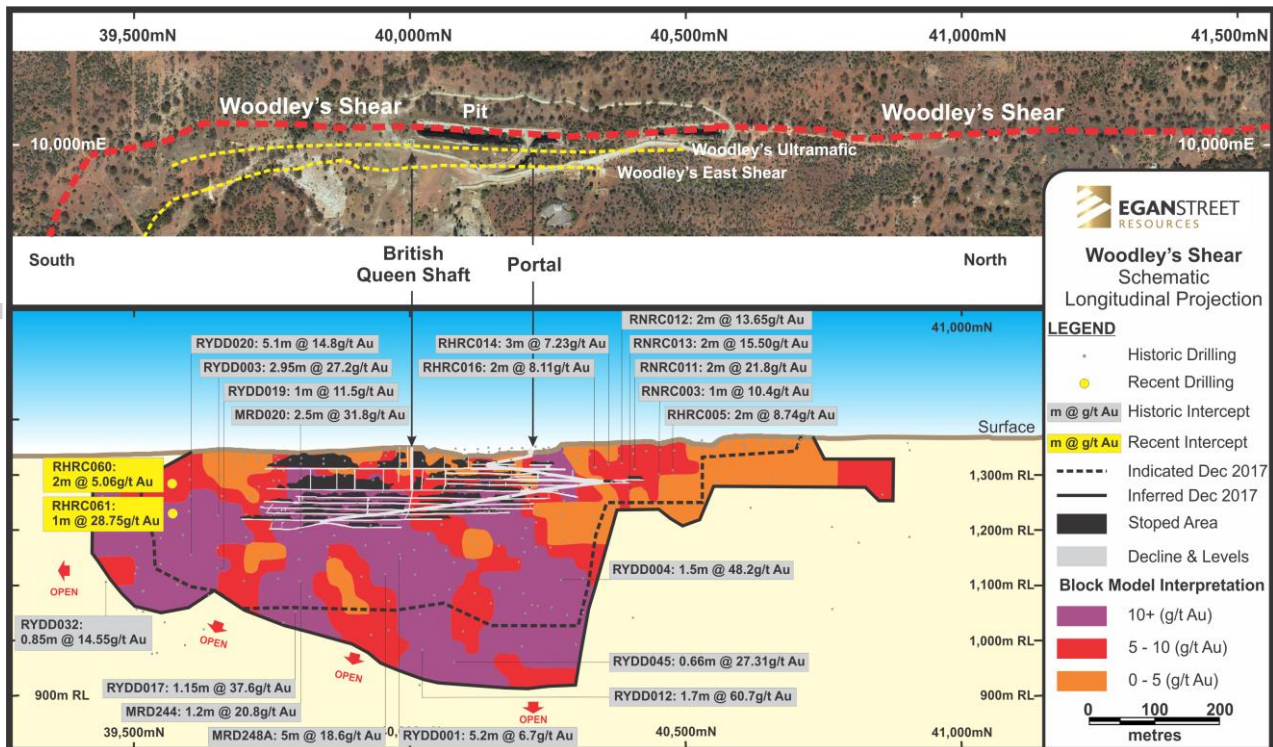 39,500mN
40,000mN
40,500mN
41,000mN
41,500mN
Woodley's Shear
Pit
Woodley's Shear
10,000mE
10,000mE
Woodley's Ultramafic
Woodley's East Shear
South
British
Queen Shaft
Portal
North
EGANSTREET
RESOURCES
Woodley's Shear
Schematic
Longitudinal Projection
LEGEND
Historic Drilling
Recent Drilling
m @ g/t Au Historic Intercept
m @ g/t Au Recent Intercept
Indicated Dec 2017
Inferred Dec 2017
Stoped Area
Decline & Levels
Block Model Interpretation
10+ (g/t Au)
5 - 10 (g/t Au)
0 - 5 (g/t Au)
0 100 200
metres
41,000mN
RNRC012: 2m @ 13.65g/t Au
RYDD020: 5.1m @ 14.8g/t Au
RHRC014: 3m @ 7.23g/t Au
RNRC013: 2m @ 15.50g/t Au
RYDD003: 2.95m @ 27.2g/t Au
RHRC016: 2m @ 8.11g/t Au
RNRC011: 2m @ 21.8g/t Au
RYDD019: 1m @ 11.5g/t Au
RNRC003: 1m @ 10.4g/t Au
MRD020: 2.5m @ 31.8g/t Au
RHRC005: 2m @ 8.74g/t Au
Surface
RHRC060:
2m @ 5.06g/t Au
1,300m RL
RHRC061:
1m @ 28.75g/t Au
1,200m RL
OPEN
RYDD004: 1.5m @ 48.2g/t Au
1,100m RL
RYDD032:
0.85m @ 14.55g/t Au
OPEN
1,000m RL
OPEN
RYDD045: 0.66m @ 27.31g/t Au
900m RL
RYDD017: 1.15m @ 37.6g/t Au
RYDD012: 1.7m @ 60.7g/t Au
900m RL
MRD244: 1.2m @ 20.8g/t Au
OPEN
MRD248A: 5m @ 18.6g/t Au
RYDD001: 5.2m @ 6.7g/t Au
39,500mN
40,500mN
41,000mN